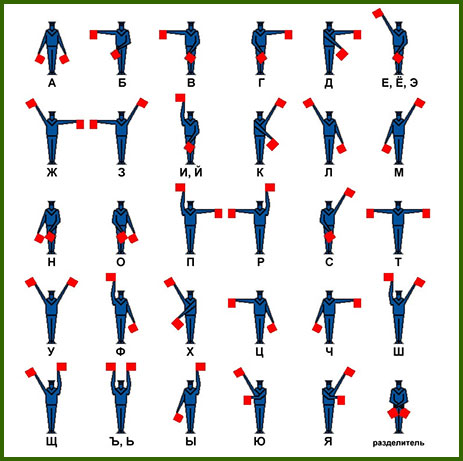 А Б В Г Д Е, Ё, Э
Ж З И, Й К Л М
Н О П Р С Т
У Ф Х Ц Ч Ш
Щ Ъ, Ь Ы Ю Я разделитель